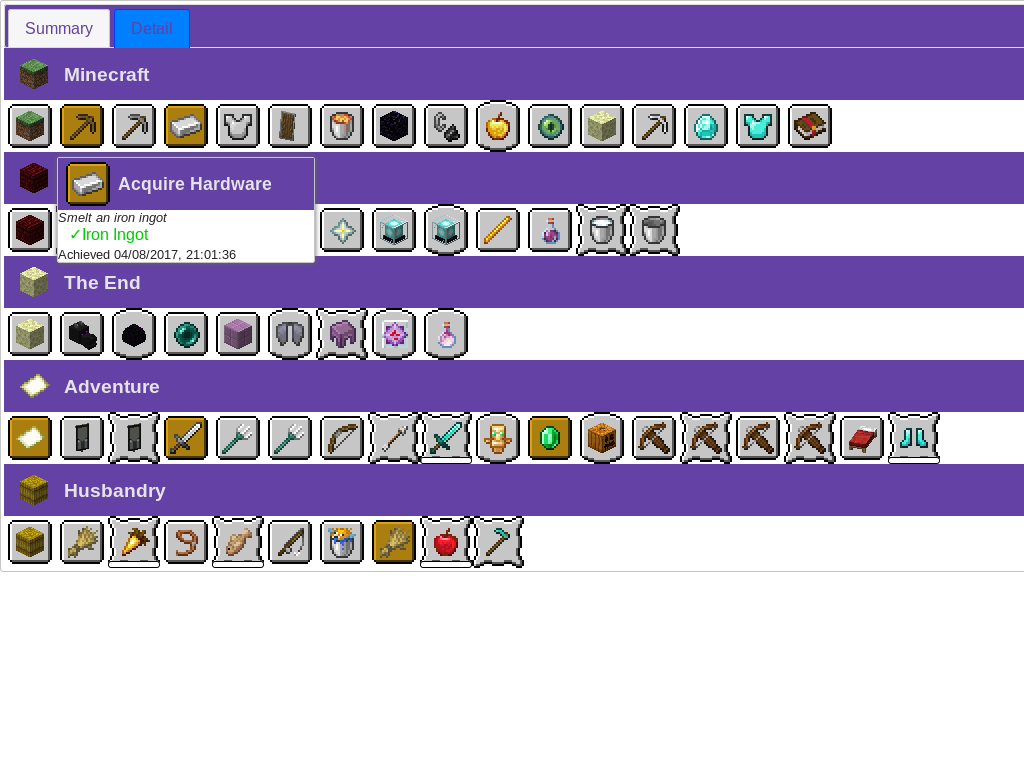 Summary
Detail
Minecraft
Acquire Hardware
Smelt an iron ingot
✓Iron Ingot
Achieved 04/08/2017, 21:01:36
The End
Adventure
Husbandry